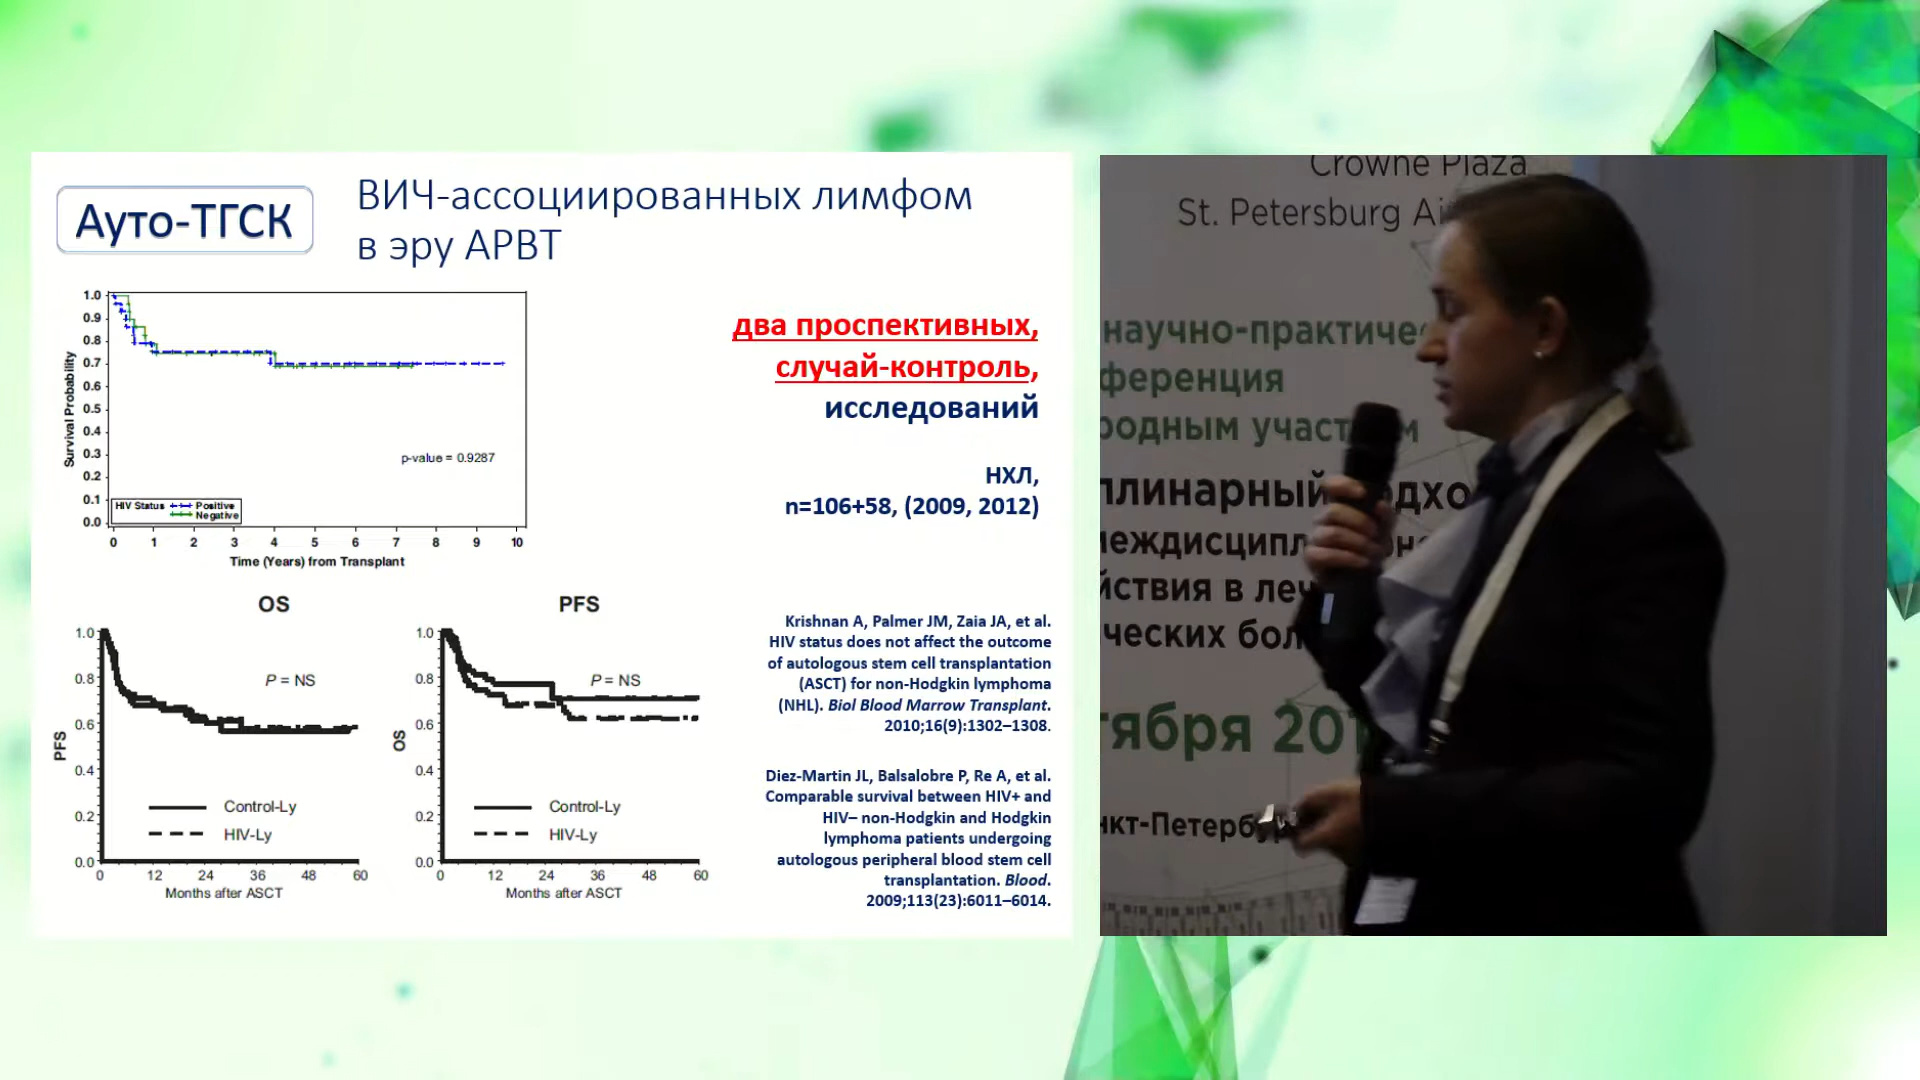 Ауто-ТГСК
ВИЧ-ассоциированных лимфом
в эру АРВТ
1.0
0.9
0.8
0.7
0.6
0.5
0.4
0.3
0.2
0.1
0.0
Survival Probability
p-value = 0.9287
HIV Status
Positive
Negative
0 1 2 3 4 5 6 7 8 9 10
Time (Years) from Transplant
два проспективных,
случай-контроль,
исследований
НХЛ,
n=106+58, (2009, 2012)
OS
1.0
0.8
0.6
0.4
0.2
0.0
PFS
P = NS
Control-Ly
HIV-Ly
0 12 24 36 48 60
Months after ASCT
PFS
1.0
0.8
0.6
0.4
0.2
0.0
OS
P = NS
Control-Ly
HIV-Ly
0 12 24 36 48 60
Months after ASCT
Krishnan A, Palmer JM, Zaia JA, et al.
HIV status does not affect the outcome
of autologous stem cell transplantation
(ASCT) for non-Hodgkin lymphoma
(NHL). Biol Blood Marrow Transplant.
2010;16(9):1302–1308.
Diez-Martin JL, Balsalobre P, Re A, et al.
Comparable survival between HIV+ and
HIV– non-Hodgkin and Hodgkin
lymphoma patients undergoing
autologous peripheral blood stem cell
transplantation. Blood.
2009;113(23):6011–6014.
Crowne Plaza
St. Petersburg Ai
научно-практичес
ференция
родным участ м
плинарный дхо
междисципл
йствия в ле
ческих бол
тября 201
нкт-Петербу